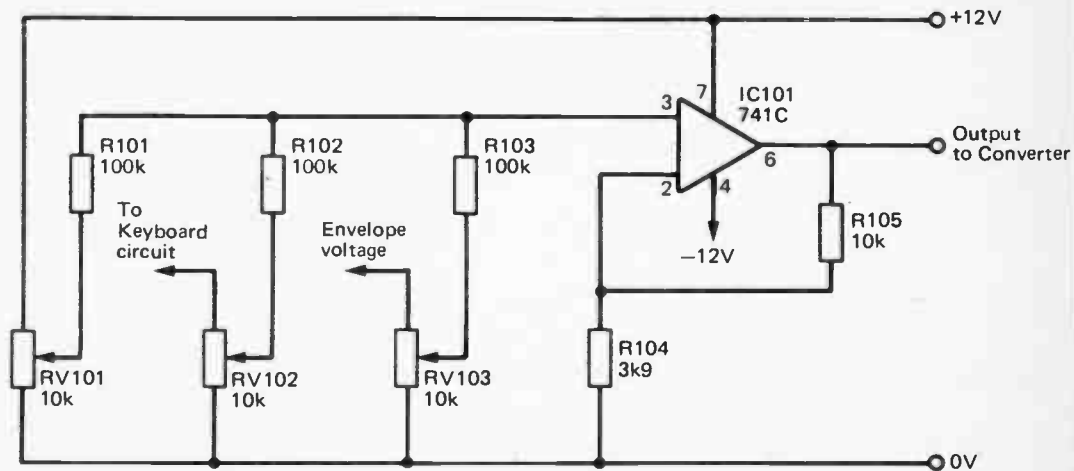 +12V
IC101
741C
3
7
R101
100k
R102
100k
R103
100k
6
Output
to Converter
2
4
To
Keyboard
circuit
Envelope
voltage
−12V
R105
10k
RV101
10k
RV102
10k
RV103
10k
R104
3k9
0V